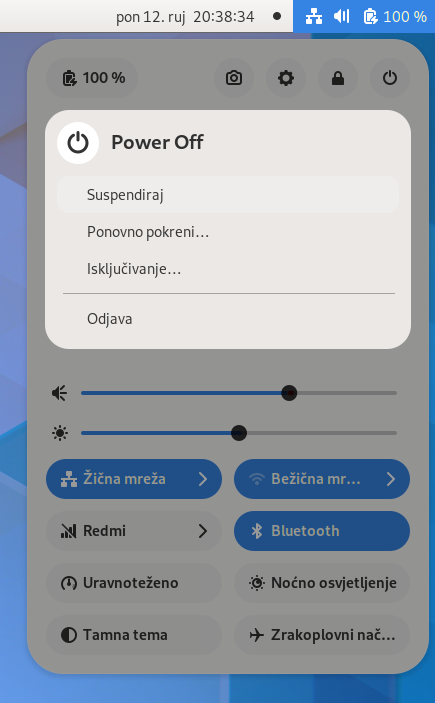 pon 12. ruj 20:38:34 100 %
100 %
Power Off
Suspendiraj
Ponovno pokreni…
Isključivanje…
Odjava
Žična mreža
Bežična mr…
Redmi
Bluetooth
Uravnoteženo
Noćno osvjetljenje
Tamna tema
Zrakoplovni nač…